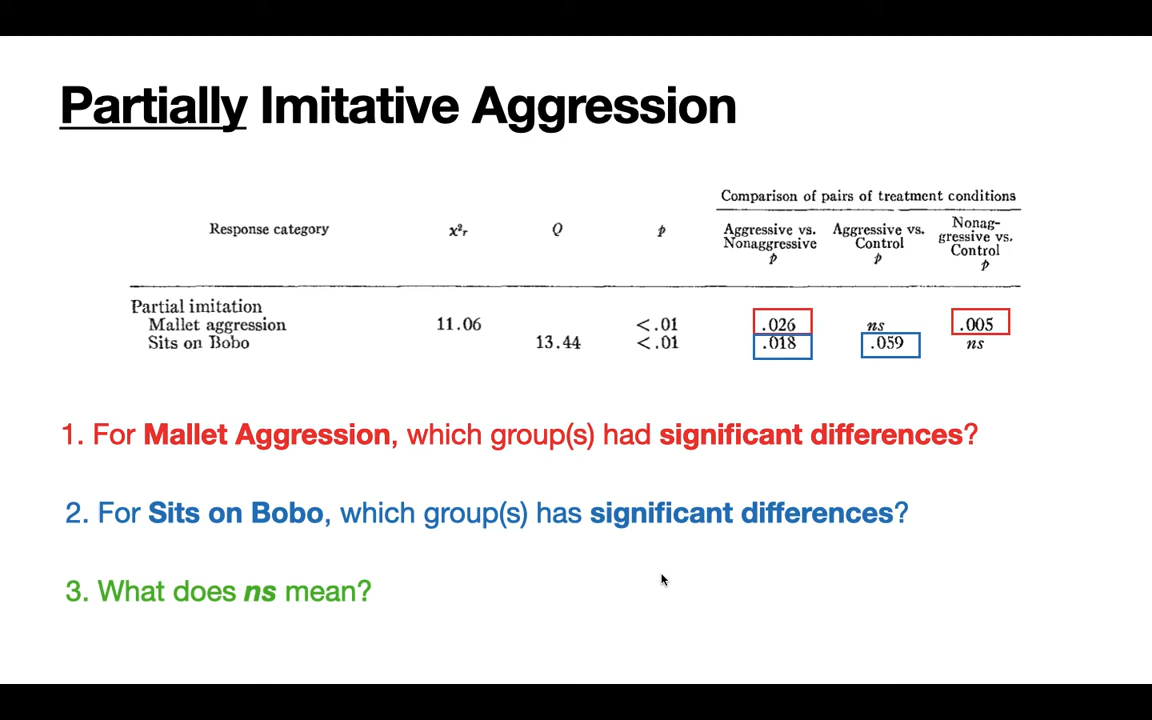 Partially Imitative Aggression
Comparison of pairs of treatment conditions
Response category χ²r Q p Aggressive vs. Nonaggressive p Aggressive vs. Control p Nonag- gressive vs. Control p
Partial imitation
Mallet aggression 11.06 <.01 .026 ns .005
Sits on Bobo 13.44 <.01 .018 .059 ns
1. For Mallet Aggression, which group(s) had significant differences?
2. For Sits on Bobo, which group(s) has significant differences?
3. What does ns mean?